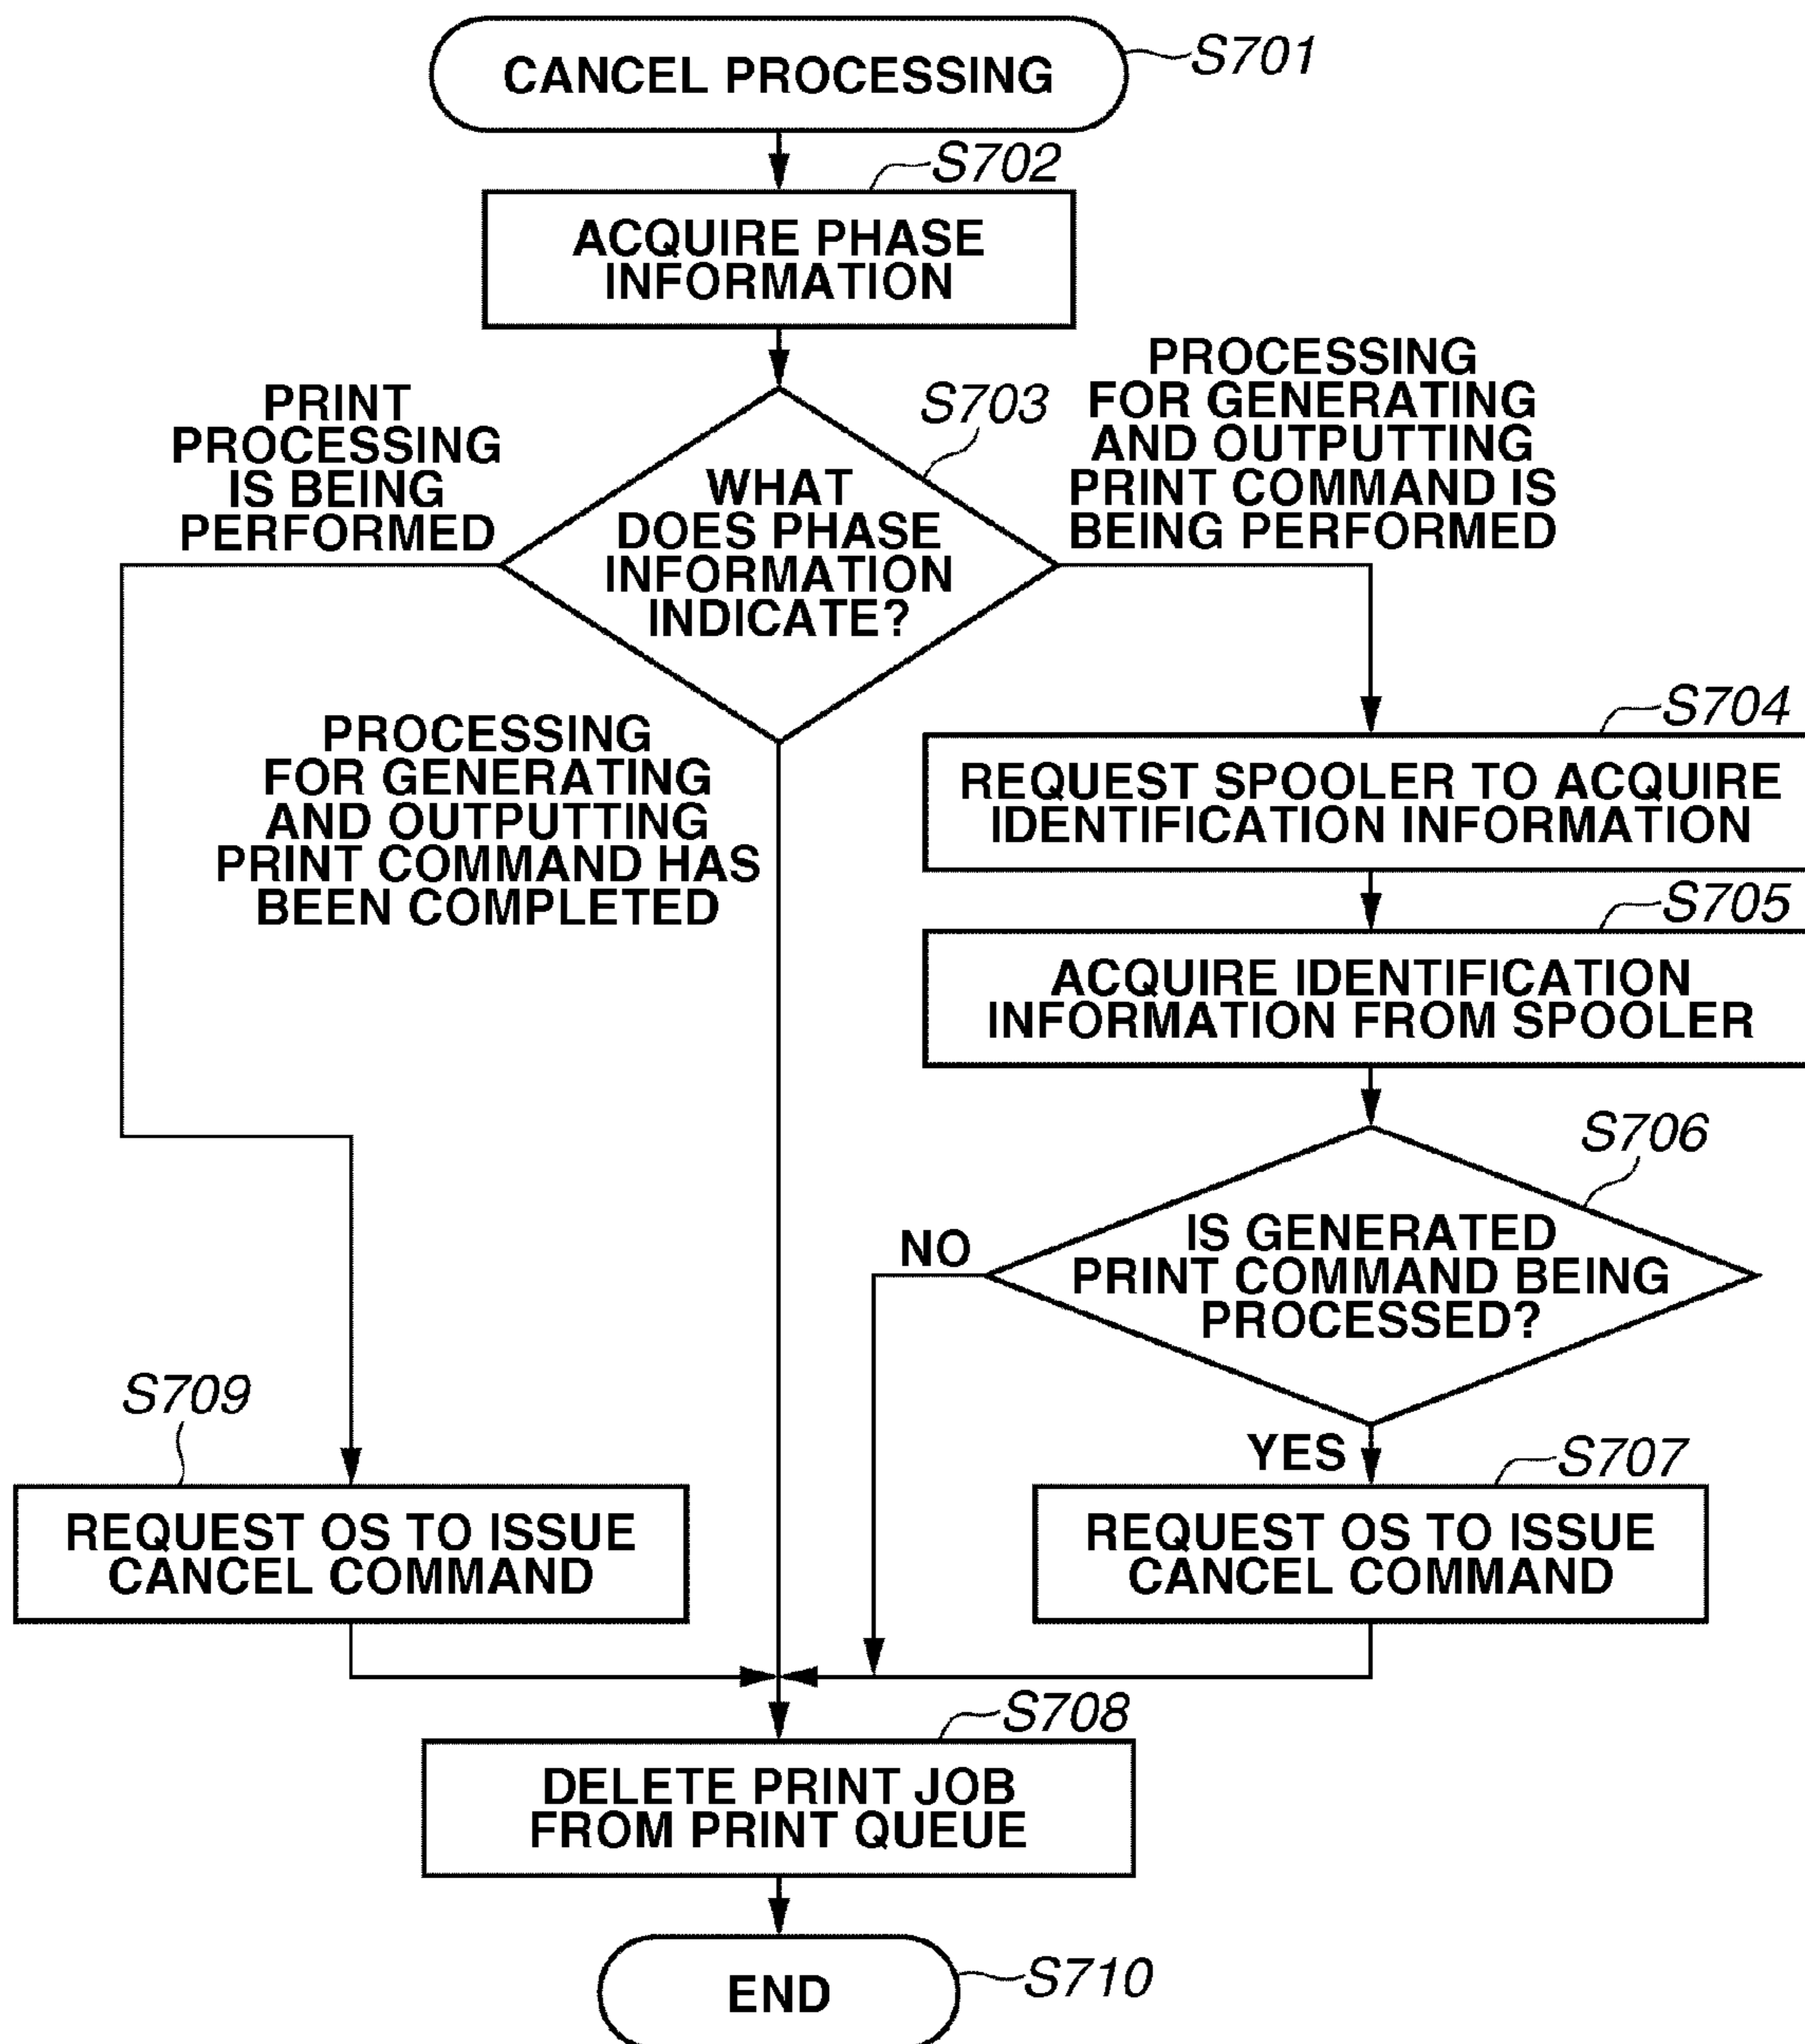 CANCEL PROCESSING
S701
S702
ACQUIRE PHASE
INFORMATION
PRINT
PROCESSING
IS BEING
PERFORMED
S703
WHAT
DOES PHASE
INFORMATION
INDICATE?
PROCESSING
FOR GENERATING
AND OUTPUTTING
PRINT COMMAND IS
BEING PERFORMED
PROCESSING
FOR GENERATING
AND OUTPUTTING
PRINT COMMAND HAS
BEEN COMPLETED
S704
REQUEST SPOOLER TO ACQUIRE
IDENTIFICATION INFORMATION
S705
ACQUIRE IDENTIFICATION
INFORMATION FROM SPOOLER
S706
IS GENERATED
PRINT COMMAND BEING
PROCESSED?
NO
YES
S709
REQUEST OS TO ISSUE
CANCEL COMMAND
S707
REQUEST OS TO ISSUE
CANCEL COMMAND
S708
DELETE PRINT JOB
FROM PRINT QUEUE
END
S710